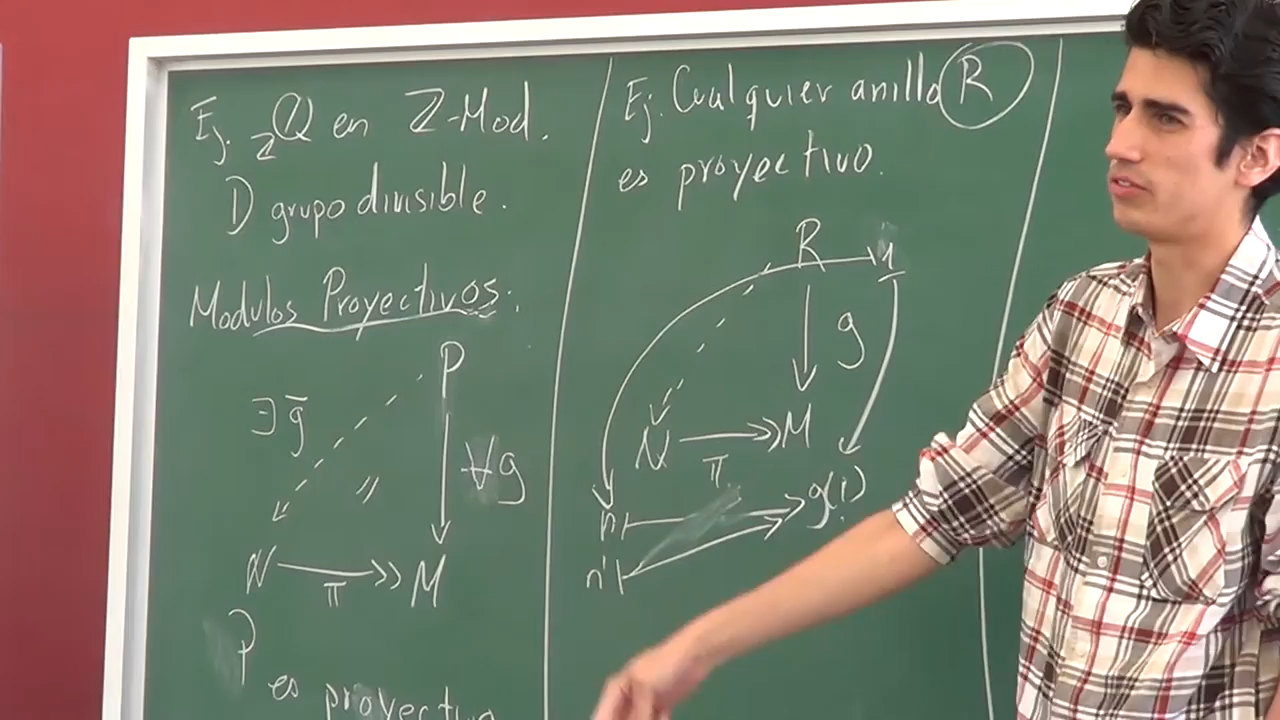 Ej. ℤℚ en ℤ-Mod.
D grupo divisible.
Modulos Proyectivos:
P
∃ḡ
//
∀g
N →» M
π
P es proyectivo
Ej. Cualquier anillo R
es proyectivo.
R 1
g
N →» M
π
n ↦ g(1)
n' ↦